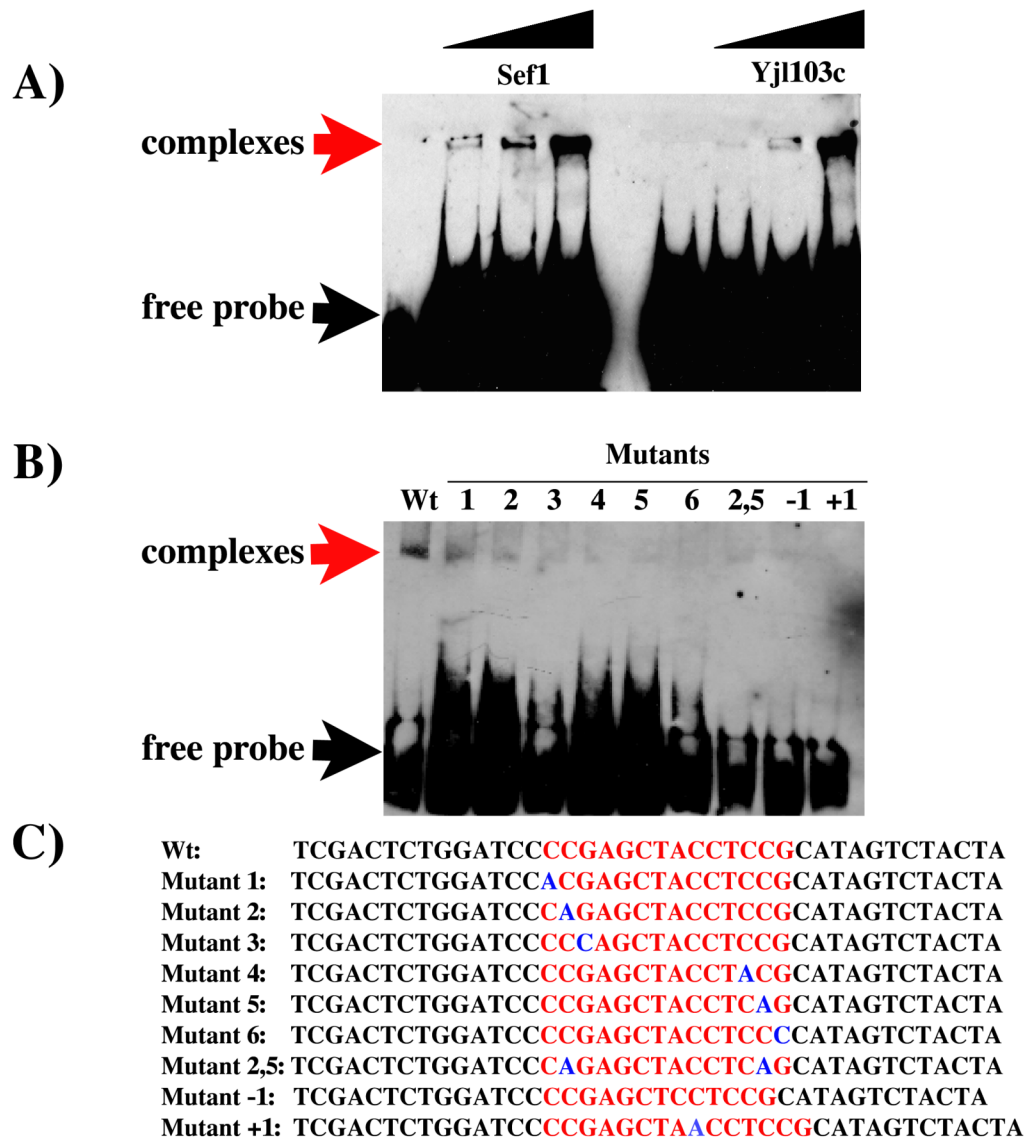 A)
Sef1 Yjl103c
complexes
free probe
B)
Mutants
Wt 1 2 3 4 5 6 2,5 -1 +1
complexes
free probe
C)
Wt: TCGACTCTGGATCCCCGAGCTACCTCCGCATAGTCTACTA
Mutant 1: TCGACTCTGGATCCACGAGCTACCTCCGCATAGTCTACTA
Mutant 2: TCGACTCTGGATCCCAGAGCTACCTCCGCATAGTCTACTA
Mutant 3: TCGACTCTGGATCCCCCAGCTACCTCCGCATAGTCTACTA
Mutant 4: TCGACTCTGGATCCCCGAGCTACCTACGCATAGTCTACTA
Mutant 5: TCGACTCTGGATCCCCGAGCTACCTCAGCATAGTCTACTA
Mutant 6: TCGACTCTGGATCCCCGAGCTACCTCCCCATAGTCTACTA
Mutant 2,5: TCGACTCTGGATCCCAGAGCTACCTCAGCATAGTCTACTA
Mutant -1: TCGACTCTGGATCCCCGAGCTCCTCCGCATAGTCTACTA
Mutant +1: TCGACTCTGGATCCCCGAGCTAACCTCCGCATAGTCTACTA